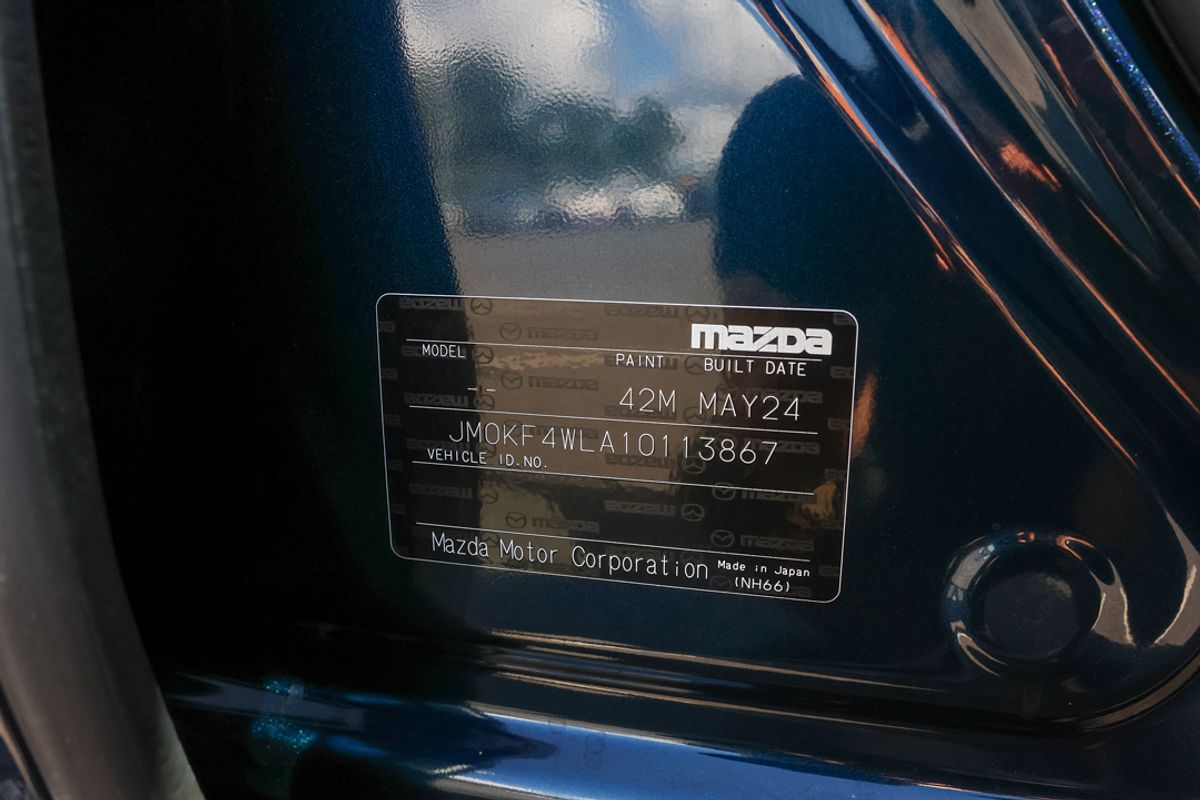 mazda
MODEL PAINT BUILT DATE
-'- 42M MAY24
JM0KF4WLA10113867
VEHICLE ID.NO.
Mazda Motor Corporation Made in Japan
(NH66)